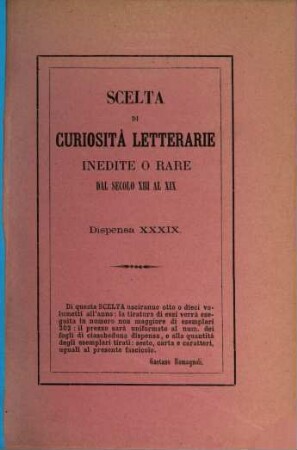 SCELTA
DI
CURIOSITÀ LETTERARIE
INEDITE O RARE
DAL SECOLO XIII AL XIX
Dispensa XXXIX.
Di questa SCELTA usciranno otto o dieci vo-
lumetti all'anno: la tiratura di essi verrà ese-
guita in numero non maggiore di esemplari
202: il prezzo sarà uniformato al num. dei
fogli di ciascheduna dispensa, e alla quantità
degli esemplari tirati: sesto, carta e caratteri,
uguali al presente fascicolo.
Gaetano Romagnoli.